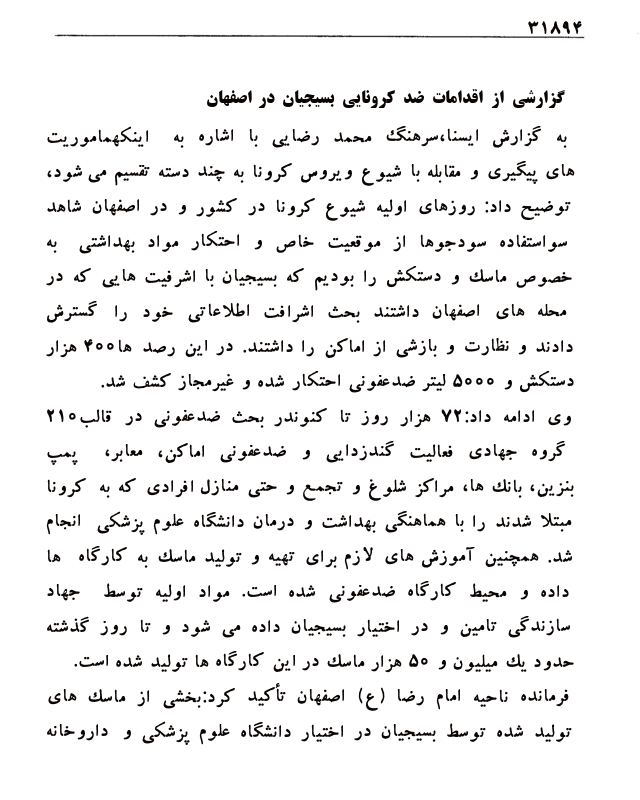 ۳۱۸۹۴
گزارشی از اقدامات ضد کرونایی بسیجیان در اصفهان
به گزارش ایسنا،سرهنگ محمد رضایی با اشاره به اینکهماموریت
های پیگیری و مقابله با شیوع ویروس کرونا به چند دسته تقسیم می شود،
توضیح داد: روزهای اولیه شیوع کرونا در کشور و در اصفهان شاهد
سواستفاده سودجوها از موقعیت خاص و احتکار مواد بهداشتی به
خصوص ماسک و دستکش را بودیم که بسیجیان با اشرفیت هایی که در
محله های اصفهان داشتند بحث اشرافت اطلاعاتی خود را گسترش
دادند و نظارت و بازشی از اماکن را داشتند. در این رصد ها۴۰۰ هزار
دستکش و ۵۰۰۰ لیتر ضدعفونی احتکار شده و غیرمجاز کشف شد.
وی ادامه داد:۷۲ هزار روز تا کنوندر بحث ضدعفونی در قالب۲۱۰
گروه جهادی فعالیت گندزدایی و ضدعفونی اماکن، معابر، پمپ
بنزین، بانک ها، مراکز شلوغ و تجمع و حتی منازل افرادی که به کرونا
مبتلا شدند را با هماهنگی بهداشت و درمان دانشگاه علوم پزشکی انجام
شد. همچنین آموزش های لازم برای تهیه و تولید ماسک به کارگاه ها
داده و محیط کارگاه ضدعفونی شده است. مواد اولیه توسط جهاد
سازندگی تامین و در اختیار بسیجیان داده می شود و تا روز گذشته
حدود یک میلیون و ۵۰ هزار ماسک در این کارگاه ها تولید شده است.
فرمانده ناحیه امام رضا (ع) اصفهان تأکید کرد:بخشی از ماسک های
تولید شده توسط بسیجیان در اختیار دانشگاه علوم پزشکی و داروخانه